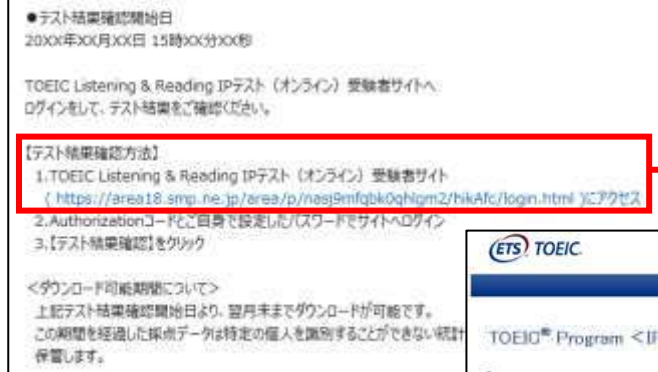 ●テスト結果確認開始日
20XX年XX月XX日 15時XX分XX秒
TOEIC Listening & Reading IPテスト（オンライン）受験者サイトへ
ログインをして、テスト結果をご確認ください。
【テスト結果確認方法】
1.TOEIC Listening & Reading IPテスト（オンライン）受験者サイト
( https://area18.smp.ne.jp/area/p/nasj9mfqbk0qhigm2/hikAfc/login.html )にアクセス
2.Authorizationコードとご自身で設定したパスワードでサイトへログイン
3.【テスト結果確認】をクリック
<ダウンロード可能期間について>
上記テスト結果確認開始日より、翌月末までダウンロードが可能です。
この期間を経過した採点データは特定の個人を識別することができない統計
保管します。
ETS TOEIC
TOEIC® Program <I